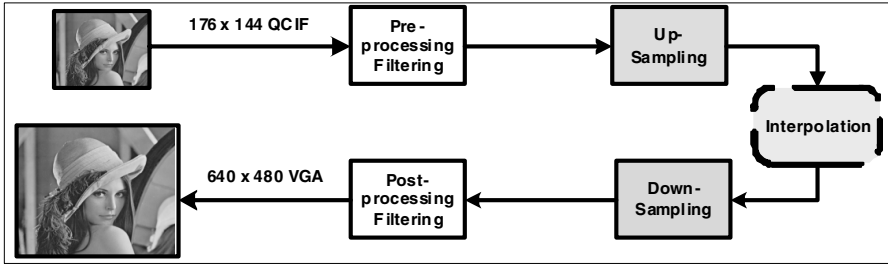 176 x 144 QCIF
Pre-
processing
Filtering
Up-
Sampling
Interpolation
Down-
Sampling
Post-
processing
Filtering
640 x 480 VGA